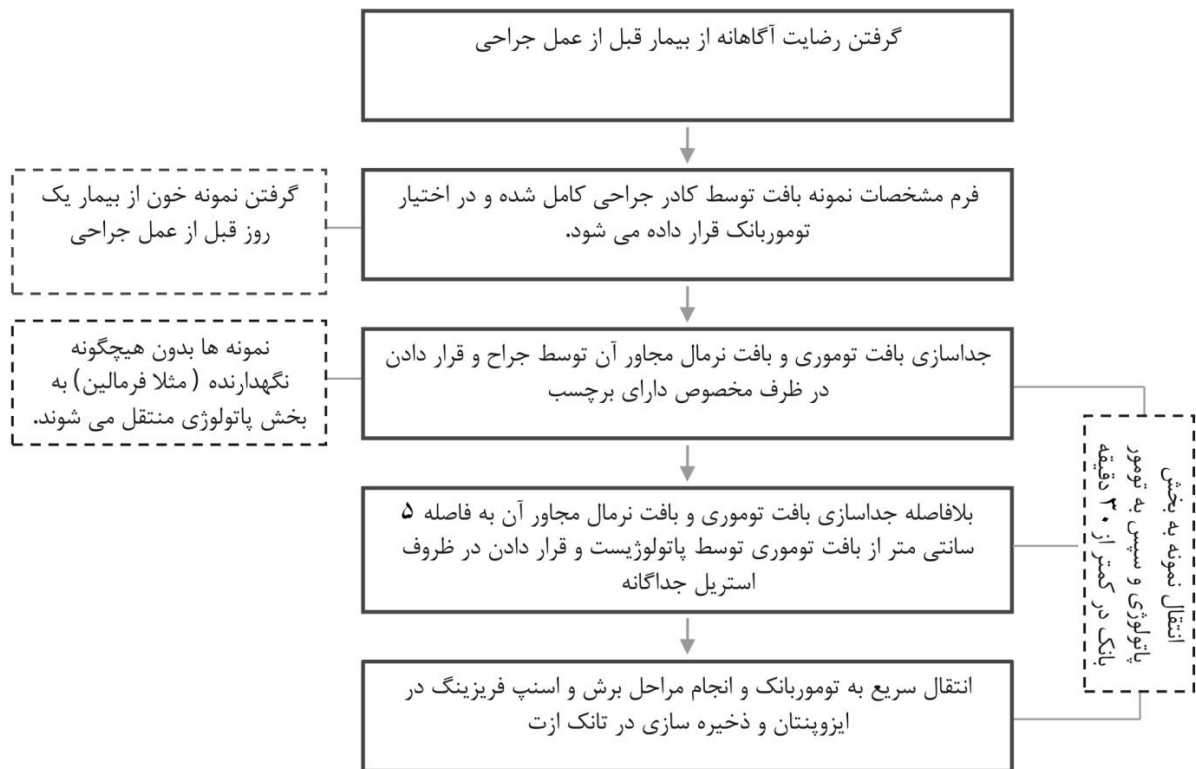 گرفتن رضایت آگاهانه از بیمار قبل از عمل جراحی
فرم مشخصات نمونه بافت توسط کادر جراحی کامل شده و در اختیار
توموربانک قرار داده می شود.
گرفتن نمونه خون از بیمار یک
روز قبل از عمل جراحی
جداسازی بافت توموری و بافت نرمال مجاور آن توسط جراح و قرار دادن
در ظرف مخصوص دارای برچسب
نمونه ها بدون هیچگونه
نگهدارنده (مثلا فرمالین) به
بخش پاتولوژی منتقل می شوند.
انتقال نمونه به بخش
پاتولوژی و سپس به تومور
بانک در کمتر از ۳۰ دقیقه
بلافاصله جداسازی بافت توموری و بافت نرمال مجاور آن به فاصله ۵
سانتی متر از بافت توموری توسط پاتولوژیست و قرار دادن در ظروف
استریل جداگانه
انتقال سریع به توموربانک و انجام مراحل برش و اسنپ فریزینگ در
ایزوپنتان و ذخیره سازی در تانک ازت